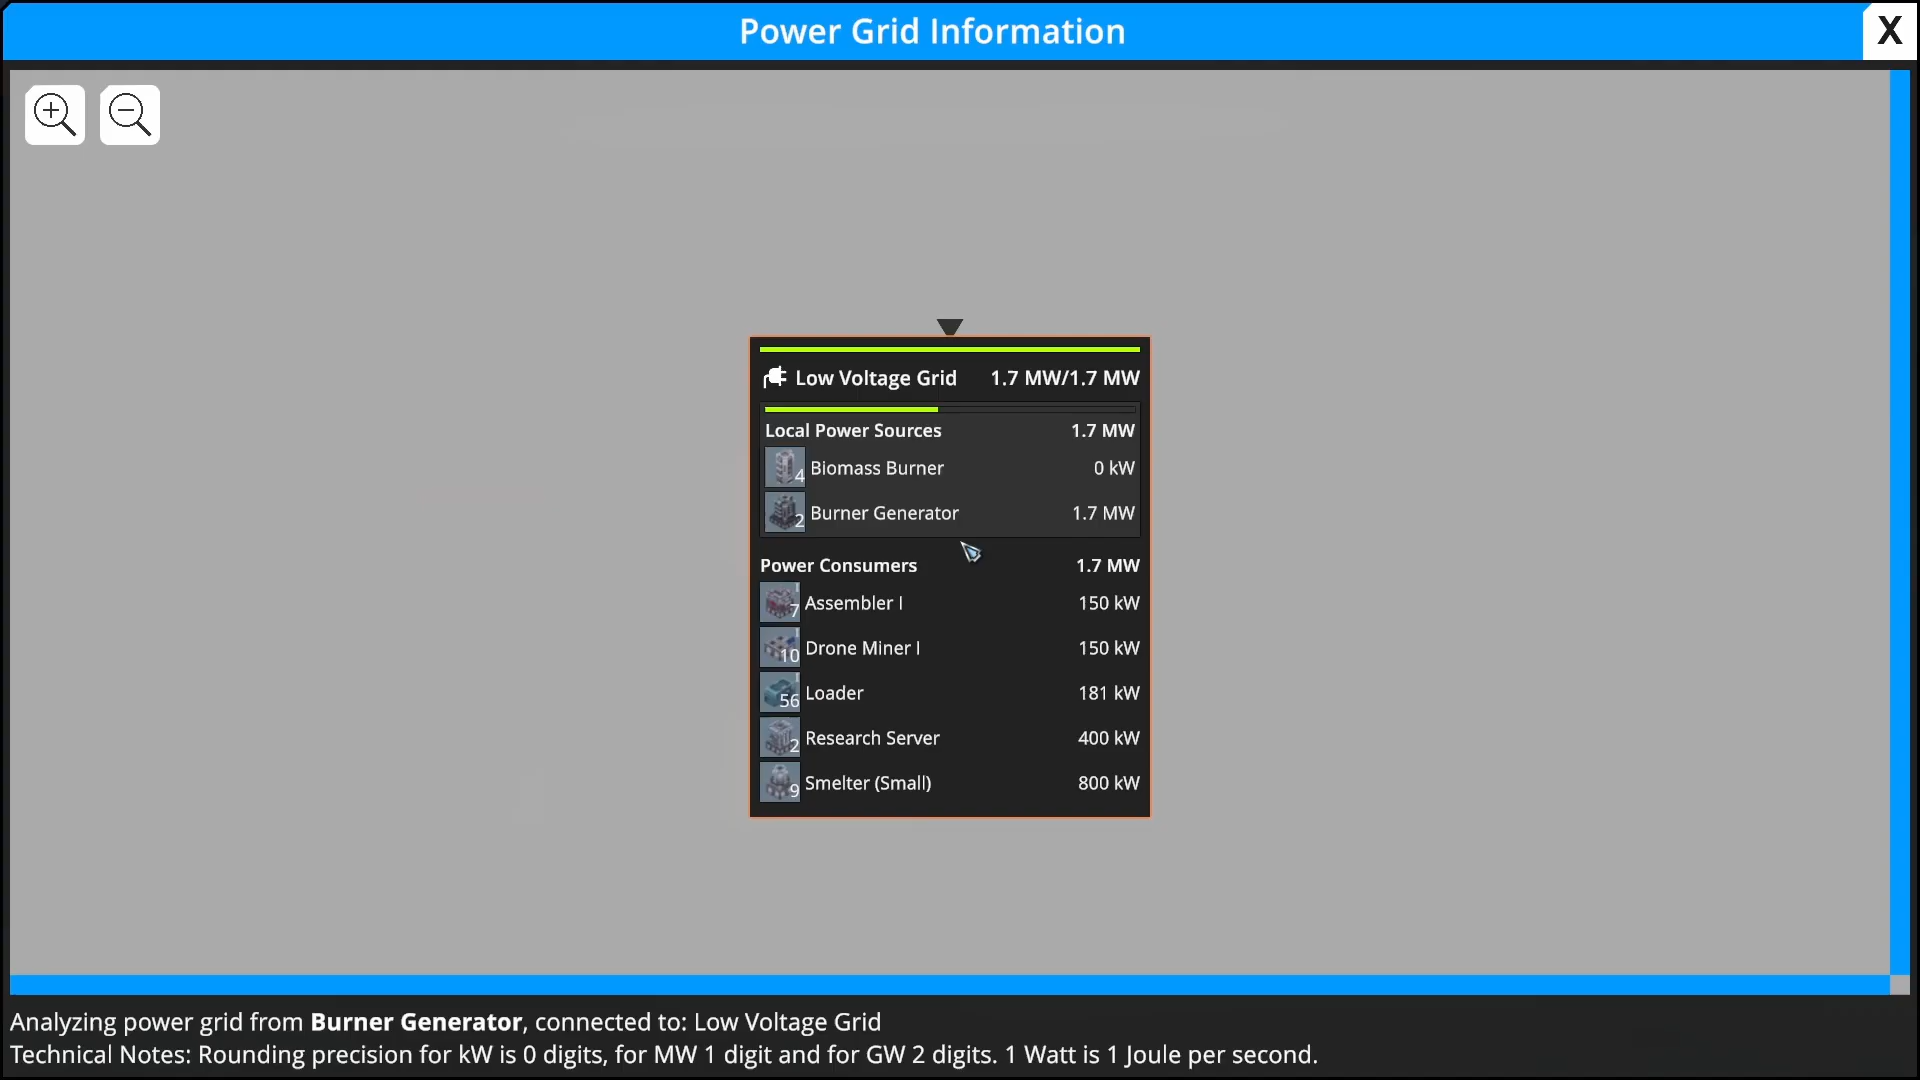 Power Grid Information
X
Low Voltage Grid 1.7 MW/1.7 MW
Local Power Sources 1.7 MW
4 Biomass Burner 0 kW
2 Burner Generator 1.7 MW
Power Consumers 1.7 MW
7 Assembler I 150 kW
10 Drone Miner I 150 kW
56 Loader 181 kW
2 Research Server 400 kW
9 Smelter (Small) 800 kW
Analyzing power grid from Burner Generator, connected to: Low Voltage Grid
Technical Notes: Rounding precision for kW is 0 digits, for MW 1 digit and for GW 2 digits. 1 Watt is 1 Joule per second.